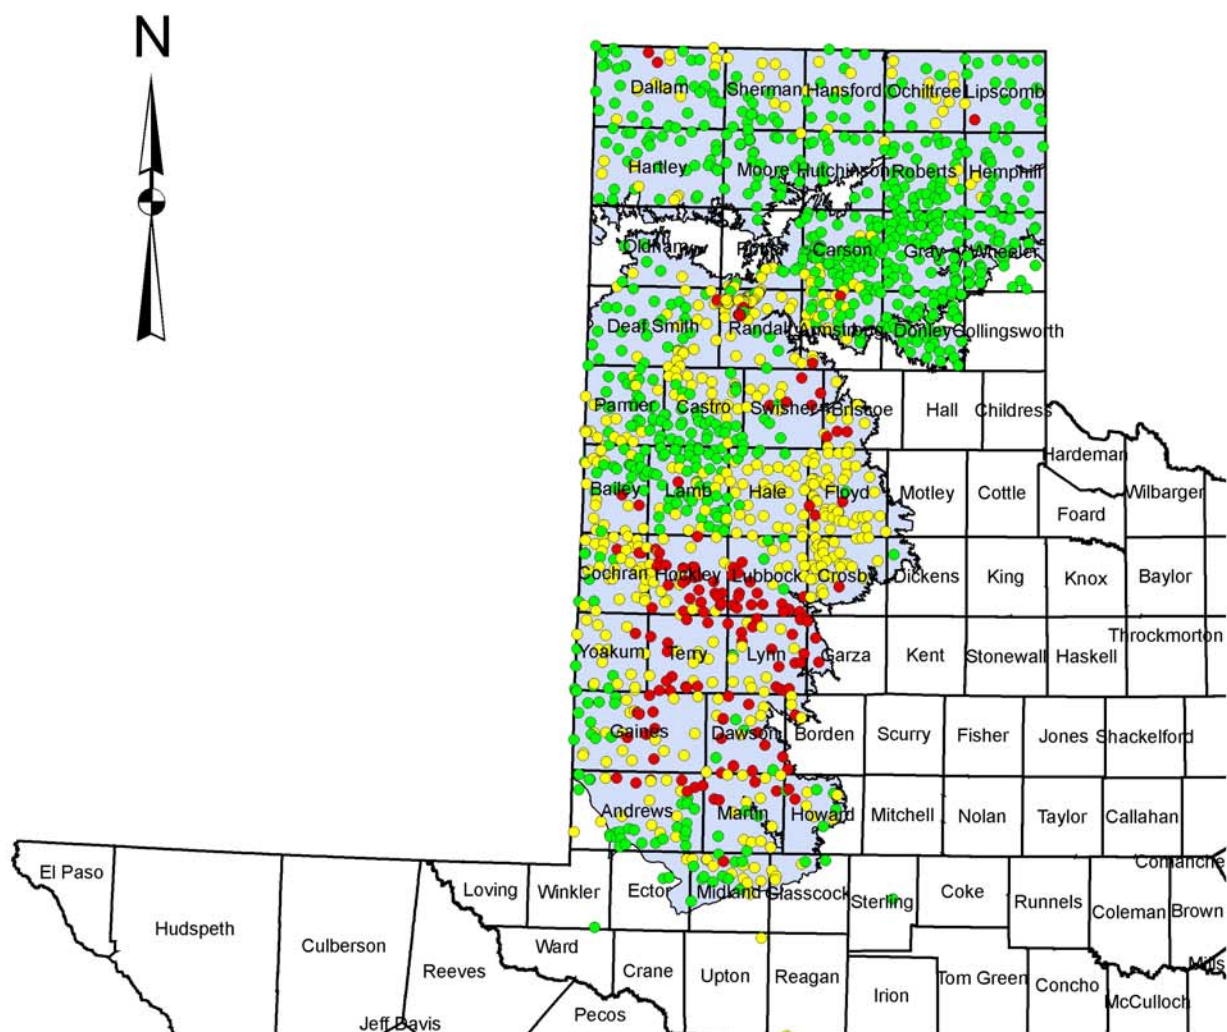 N
Dallam Sherman Hansford Ochiltree Lipscomb
Hartley Moore Hutchinson Roberts Hemphill
Oldham Potter Carson Gray Wheeler
Deaf Smith Randall Armstrong Donley Collingsworth
Parmer Castro Swisher Briscoe Hall Childress
Hardeman
Bailey Lamb Hale Floyd Motley Cottle Wilbarger
Foard
Cochran Hockley Lubbock Crosby Dickens King Knox Baylor
Throckmorton
Yoakum Terry Lynn Garza Kent Stonewall Haskell
Gaines Dawson Borden Scurry Fisher Jones Shackelford
Andrews Martin Howard Mitchell Nolan Taylor Callahan
Comanche
El Paso Loving Winkler Ector Midland Glasscock Sterling Coke Runnels Coleman Brown
Hudspeth Culberson Ward
Mills
Reeves Crane Upton Reagan Irion Tom Green Concho McCulloch
Jeff Davis Pecos